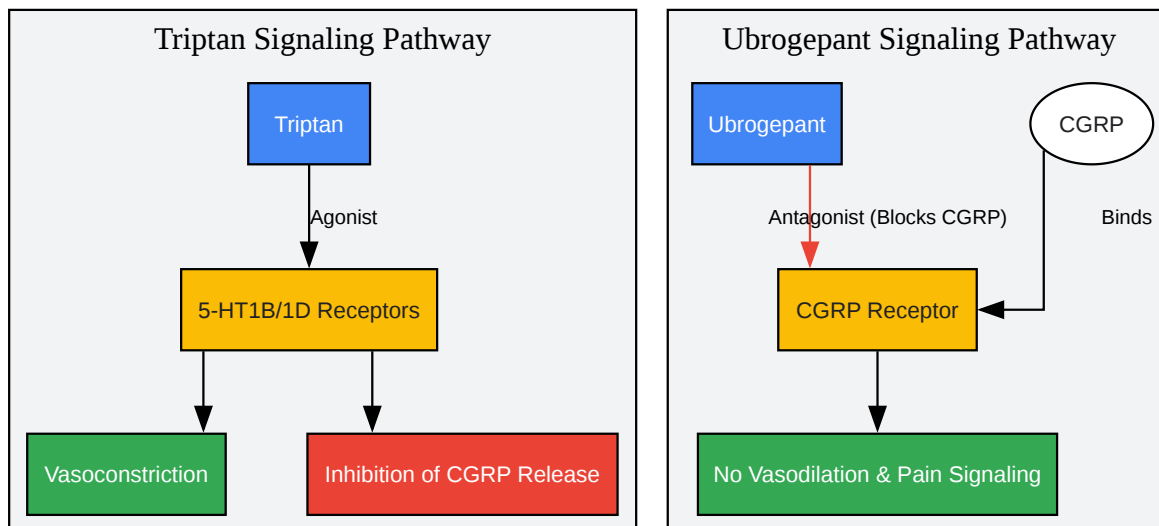 Triptan Signaling Pathway
Triptan
Agonist
5-HT1B/1D Receptors
Vasoconstriction
Inhibition of CGRP Release
Ubrogepant Signaling Pathway
Ubrogepant
CGRP
Antagonist (Blocks CGRP)
Binds
CGRP Receptor
No Vasodilation & Pain Signaling